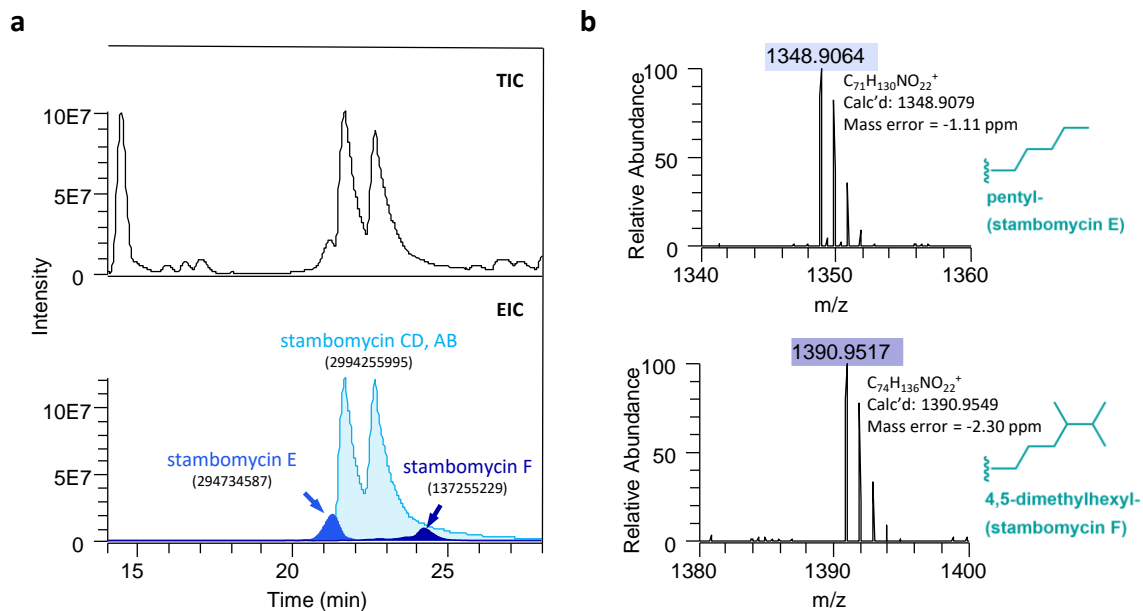 a
TIC
10E7
5E7
0
Intensity
EIC
stambomycin CD, AB
(2994255995)
10E7
stambomycin E
(294734587)
stambomycin F
(137255229)
5E7
0
15
20
25
Time (min)
b
1348.9064
100
C₇₁H₁₃₀NO₂₂⁺
Calc'd: 1348.9079
Mass error = -1.11 ppm
50
0
Relative Abundance
pentyl-
(stambomycin E)
1340
1350
1360
m/z
1390.9517
100
C₇₄H₁₃₆NO₂₂⁺
Calc'd: 1390.9549
Mass error = -2.30 ppm
50
0
Relative Abundance
4,5-dimethylhexyl-
(stambomycin F)
1380
1390
1400
m/z